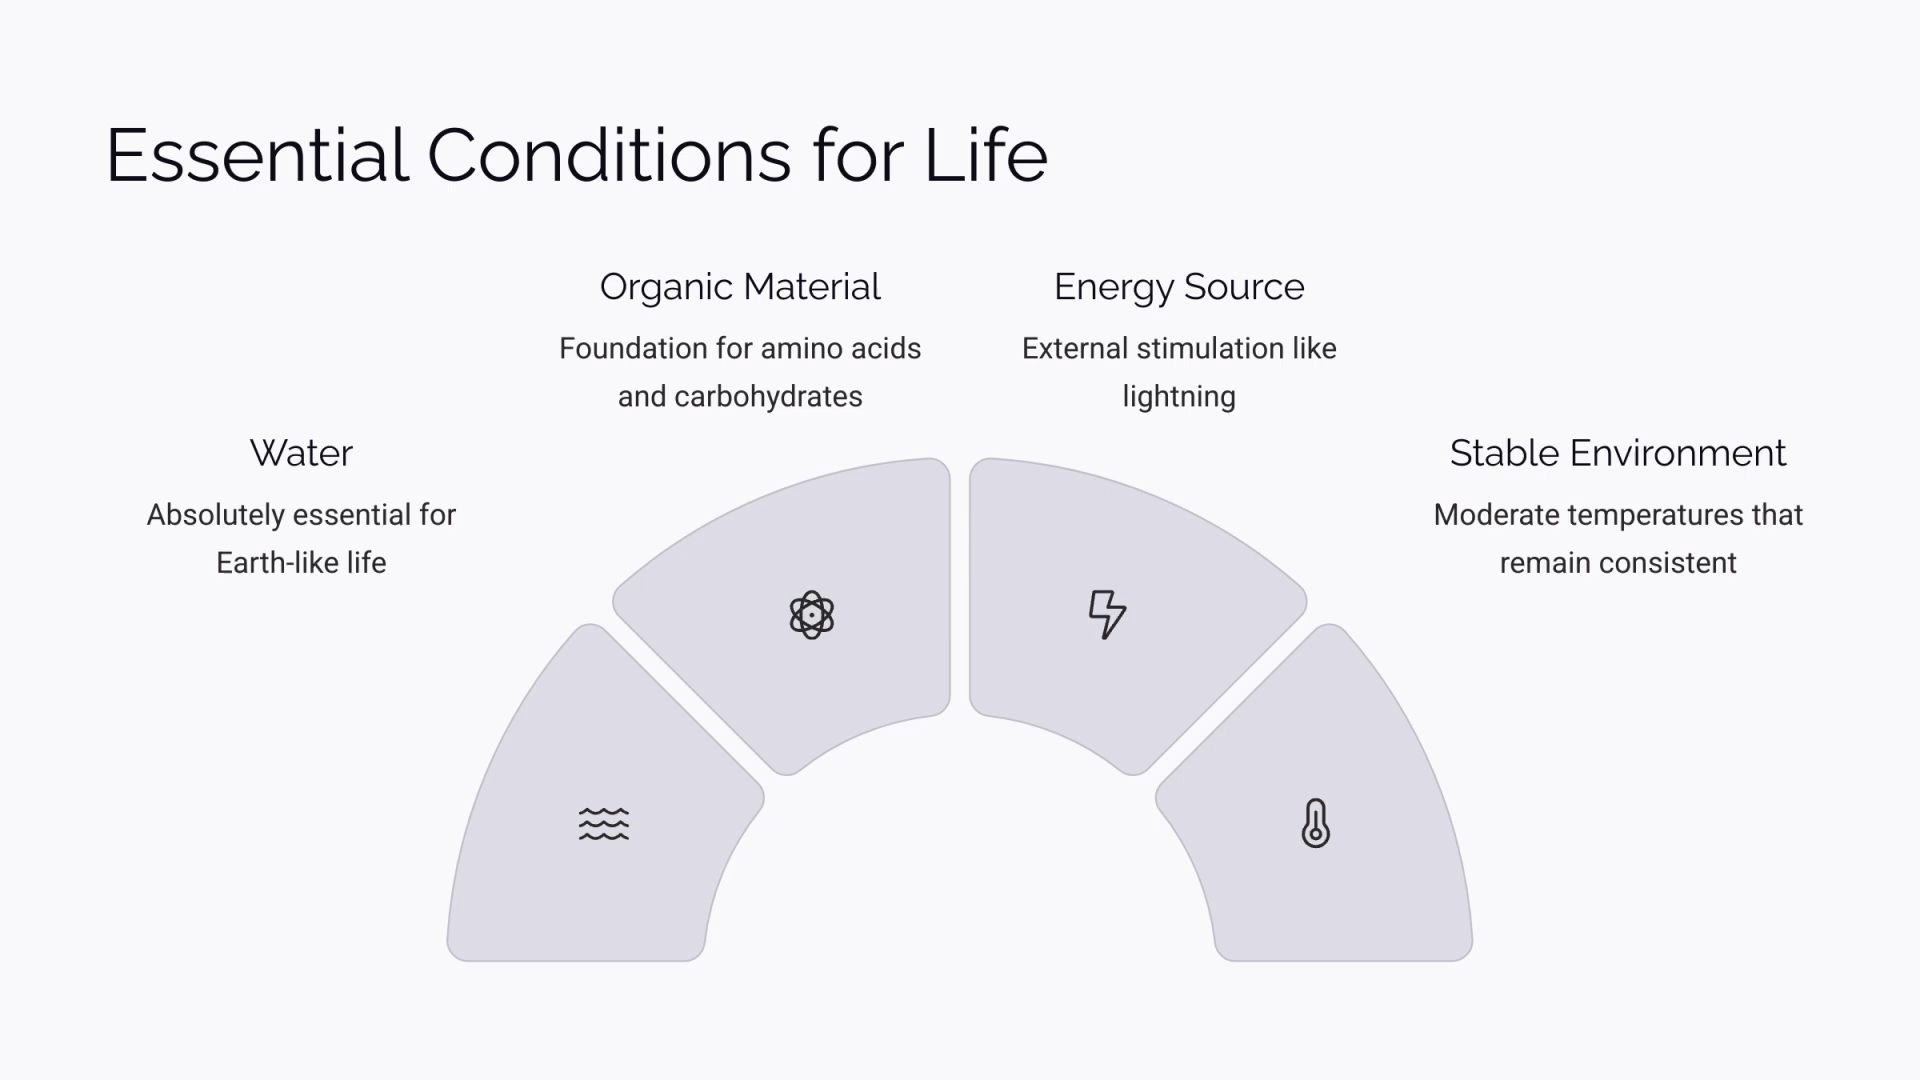 Essential Conditions for Life
Water
Absolutely essential for
Earth-like life
Organic Material
Foundation for amino acids
and carbohydrates
Energy Source
External stimulation like
lightning
Stable Environment
Moderate temperatures that
remain consistent